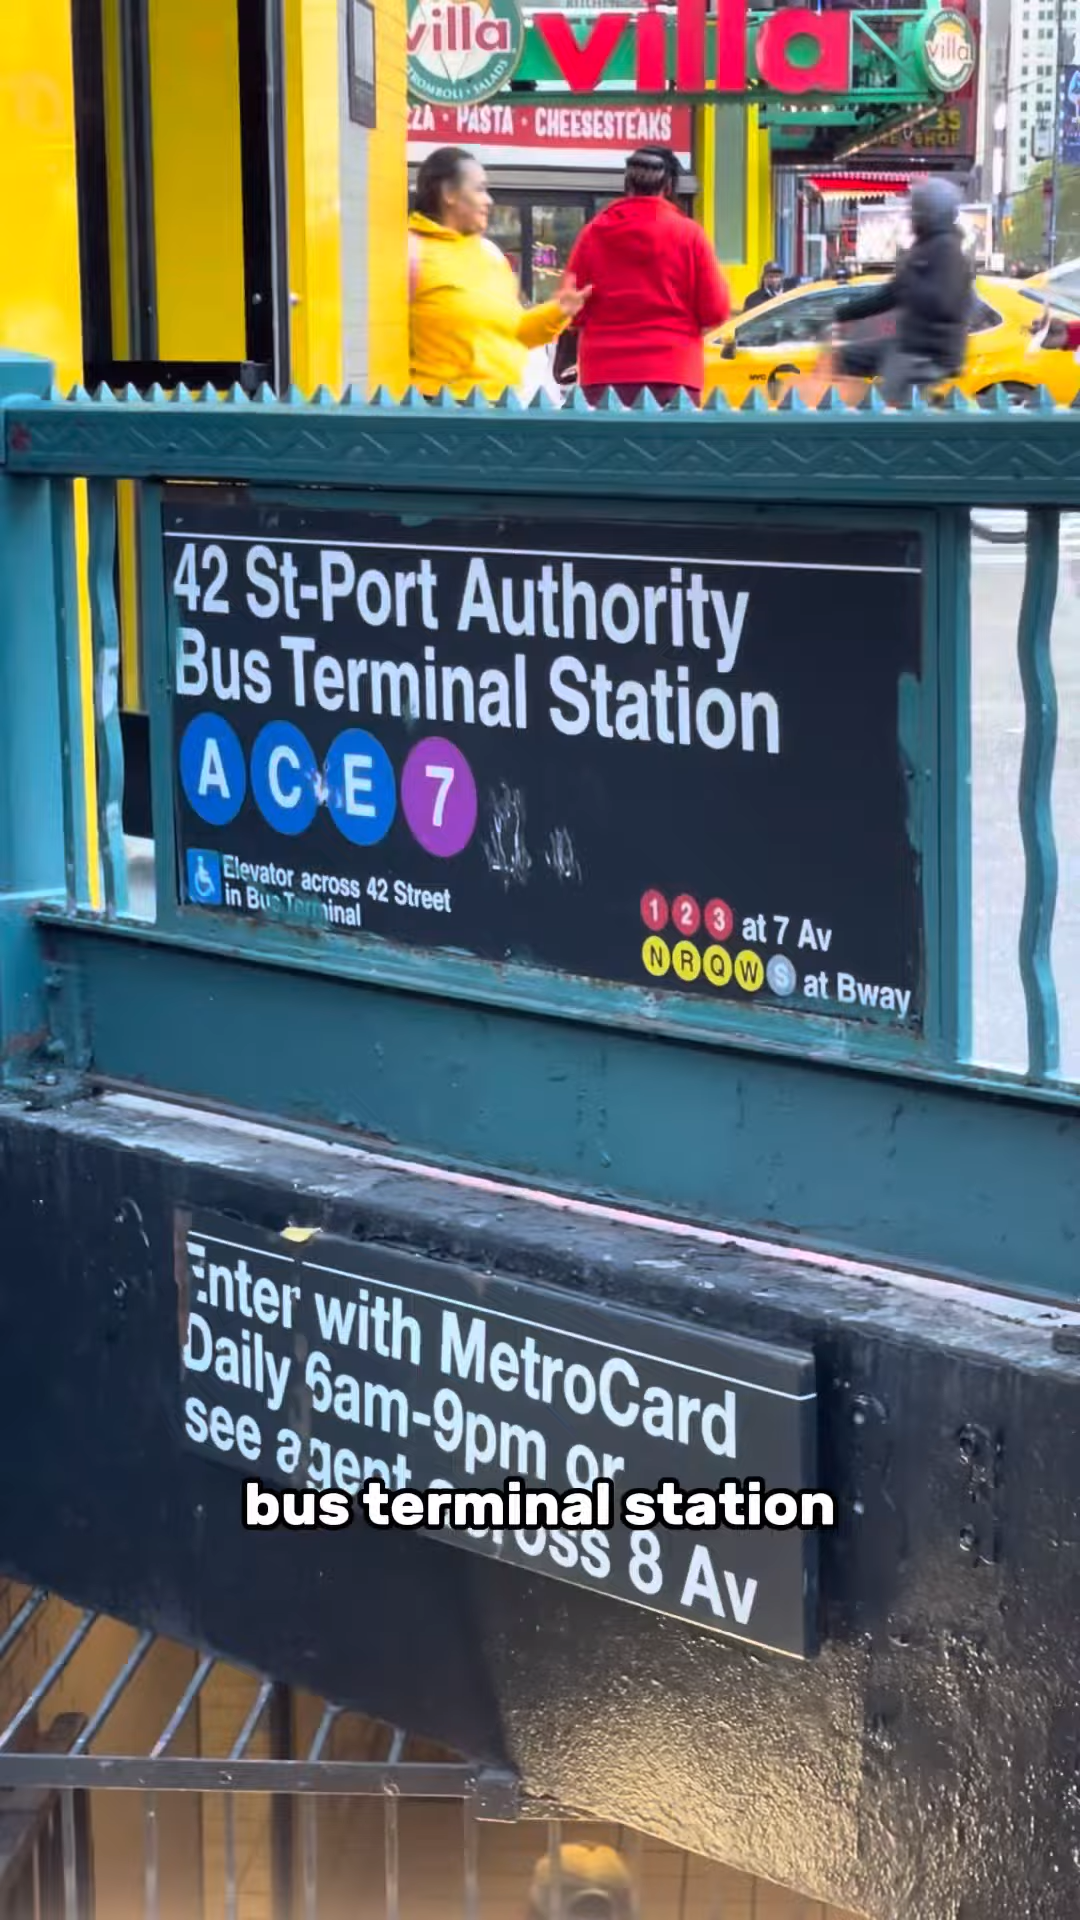 villa
STROMBOLI • SALADS
villa
villa
PIZZA • PASTA • CHEESESTEAKS
NYC
42 St-Port Authority
Bus Terminal Station
A C E 7
Elevator across 42 Street
in Bus Terminal
1 2 3 at 7 Av
N R Q W S at Bway
Enter with MetroCard
Daily 6am-9pm or
see agent across 8 Av
bus terminal station